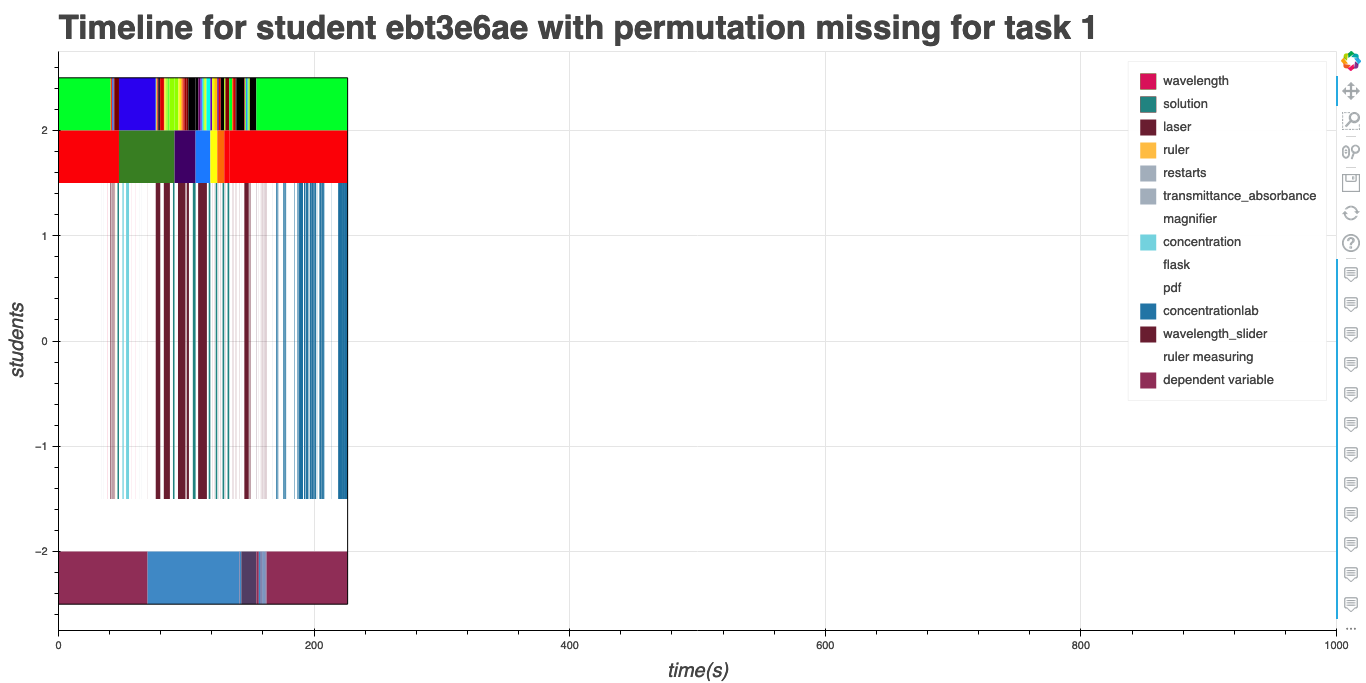 Timeline for student ebt3e6ae with permutation missing for task 1
wavelength
solution
laser
ruler
restarts
transmittance_absorbance
magnifier
concentration
flask
pdf
concentrationlab
wavelength_slider
ruler measuring
dependent variable
students
2
1
0
−1
−2
0 200 400 600 800 1000
time(s)